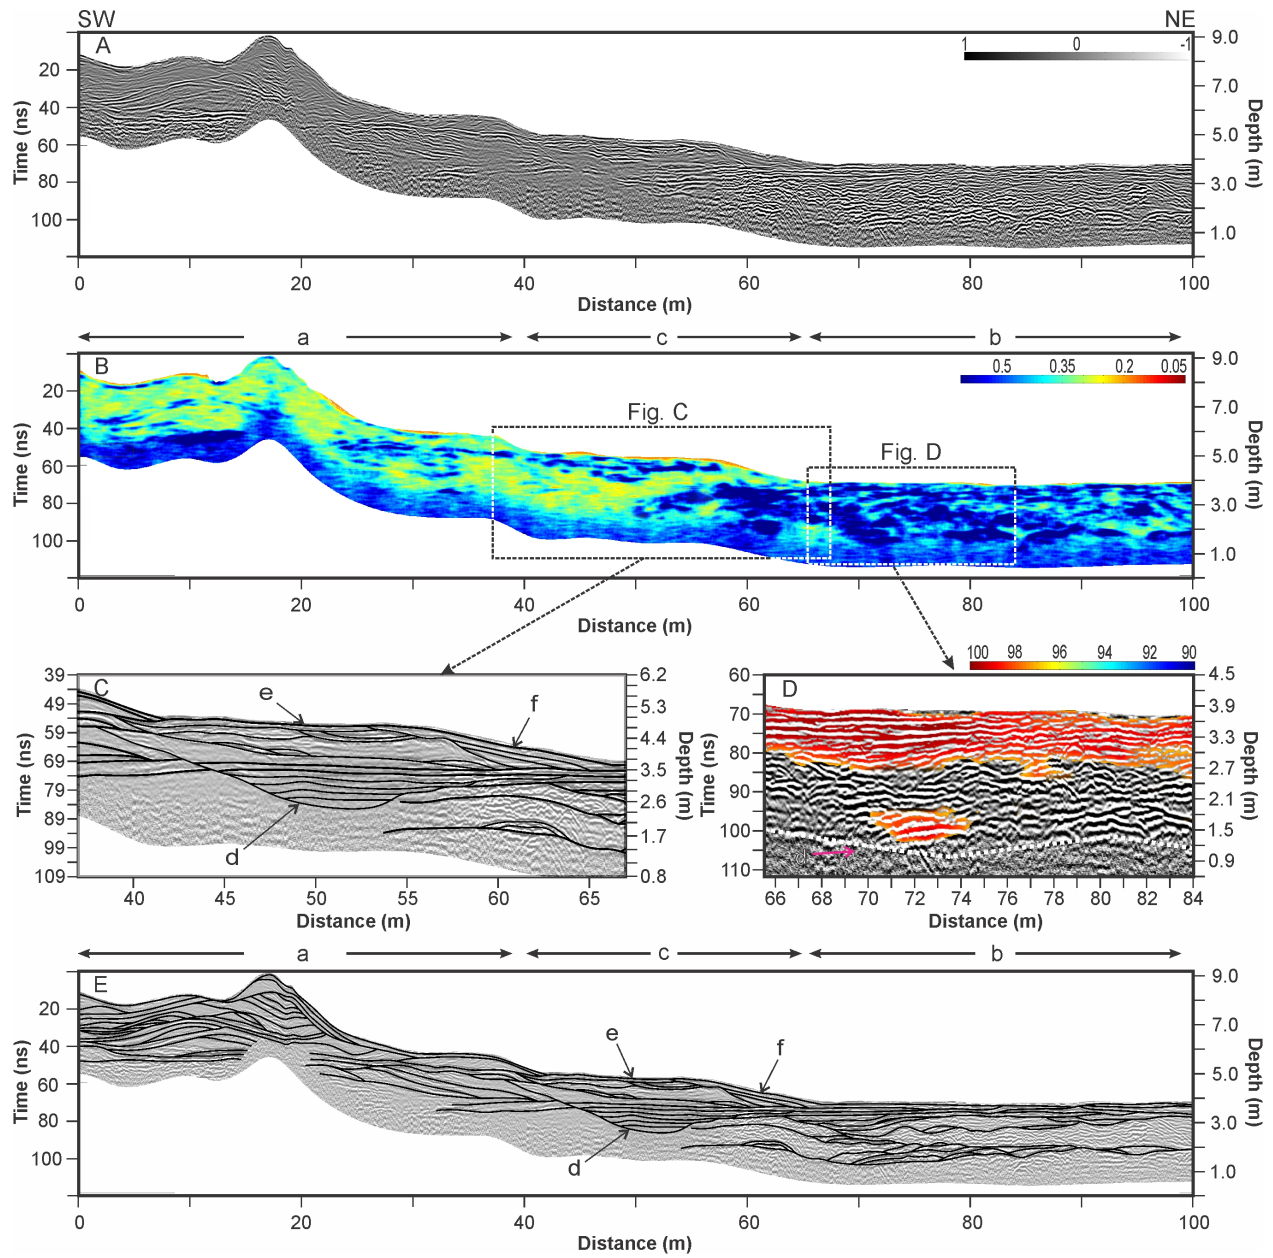 SW NE
A
1 0 -1
20
40
60
80
100
Time (ns)
9.0
7.0
5.0
3.0
1.0
Depth (m)
0 20 40 60 80 100
Distance (m)
a c b
B
0.5 0.35 0.2 0.05
Fig. C
Fig. D
20
40
60
80
100
Time (ns)
9.0
7.0
5.0
3.0
1.0
Depth (m)
0 20 40 60 80 100
Distance (m)
C
e
f
d
39
49
59
69
79
89
99
109
Time (ns)
6.2
5.3
4.4
3.5
2.6
1.7
0.8
Depth (m)
40 45 50 55 60 65
Distance (m)
100 98 96 94 92 90
D
60
70
80
90
100
110
Time (ns)
4.5
3.9
3.3
2.7
2.1
1.5
0.9
Depth (m)
66 68 70 72 74 76 78 80 82 84
Distance (m)
a c b
E
e
f
d
20
40
60
80
100
Time (ns)
9.0
7.0
5.0
3.0
1.0
Depth (m)
0 20 40 60 80 100
Distance (m)